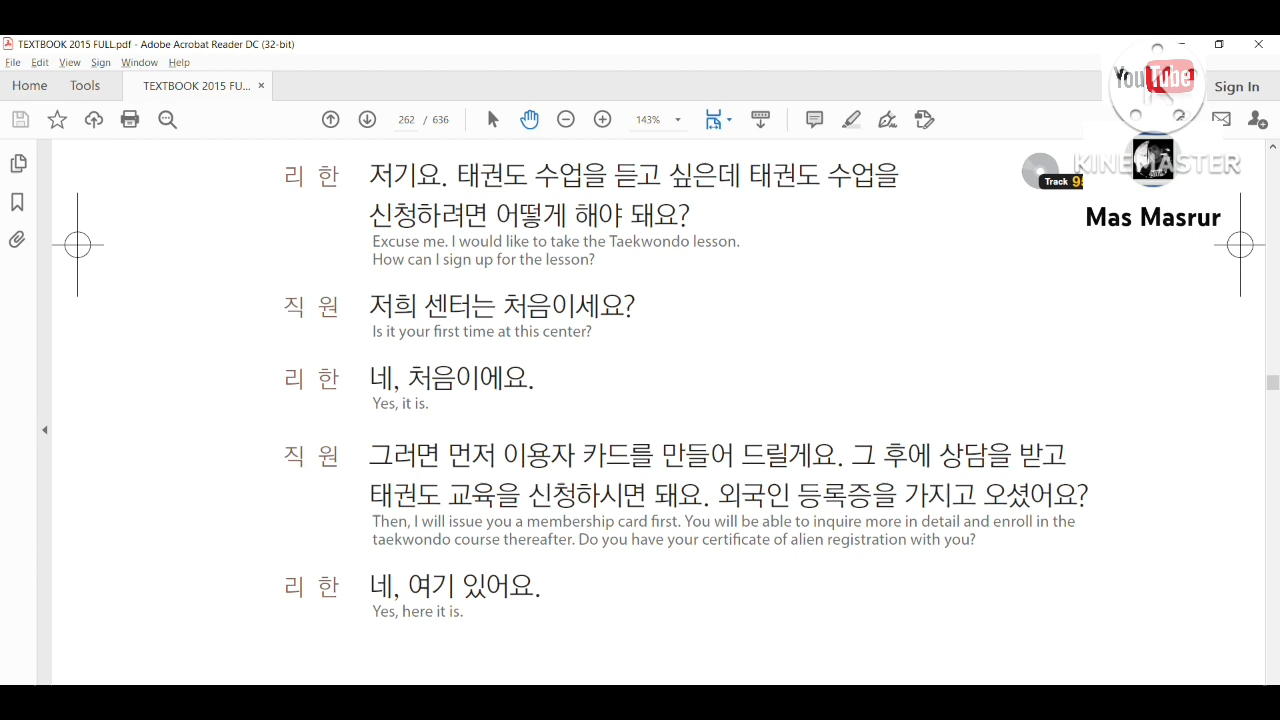 TEXTBOOK 2015 FULL.pdf - Adobe Acrobat Reader DC (32-bit)
File Edit View Sign Window Help
Home Tools TEXTBOOK 2015 FU... × Sign In
262 / 636 143%
You Tube
KINEMASTER
Mas Masrur
Track
리 한 저기요. 태권도 수업을 듣고 싶은데 태권도 수업을
신청하려면 어떻게 해야 돼요?
Excuse me. I would like to take the Taekwondo lesson.
How can I sign up for the lesson?
직 원 저희 센터는 처음이세요?
Is it your first time at this center?
리 한 네, 처음이에요.
Yes, it is.
직 원 그러면 먼저 이용자 카드를 만들어 드릴게요. 그 후에 상담을 받고
태권도 교육을 신청하시면 돼요. 외국인 등록증을 가지고 오셨어요?
Then, I will issue you a membership card first. You will be able to inquire more in detail and enroll in the
taekwondo course thereafter. Do you have your certificate of alien registration with you?
리 한 네, 여기 있어요.
Yes, here it is.